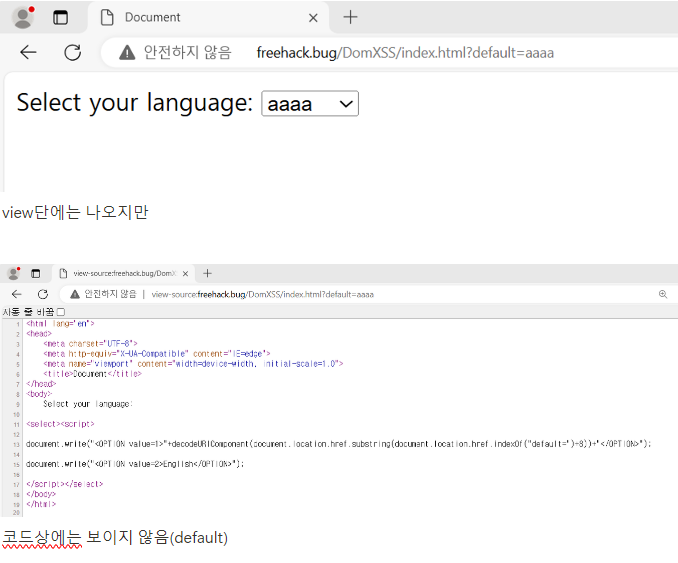 Document
안전하지 않음 freehack.bug/DomXSS/index.html?default=aaaa
Select your language: aaaa
view단에는 나오지만
view-source:freehack.bug/DomX
안전하지 않음 | view-source:freehack.bug/DomXSS/index.html?default=aaaa
자동 줄 바꿈
1 <html lang="en">
2 <head>
3 <meta charset="UTF-8">
4 <meta http-equiv="X-UA-Compatible" content="IE=edge">
5 <meta name="viewport" content="width=device-width, initial-scale=1.0">
6 <title>Document</title>
7 </head>
8 <body>
9 Select your language:
10
11 <select><script>
12
13 document.write("<OPTION value=1>"+decodeURIComponent(document.location.href.substring(document.location.href.indexOf("default=")+8))+"</OPTION>");
14
15 document.write("<OPTION value=2>English</OPTION>");
16
17 </script></select>
18 </body>
19 </html>
20
코드상에는 보이지 않음(default)